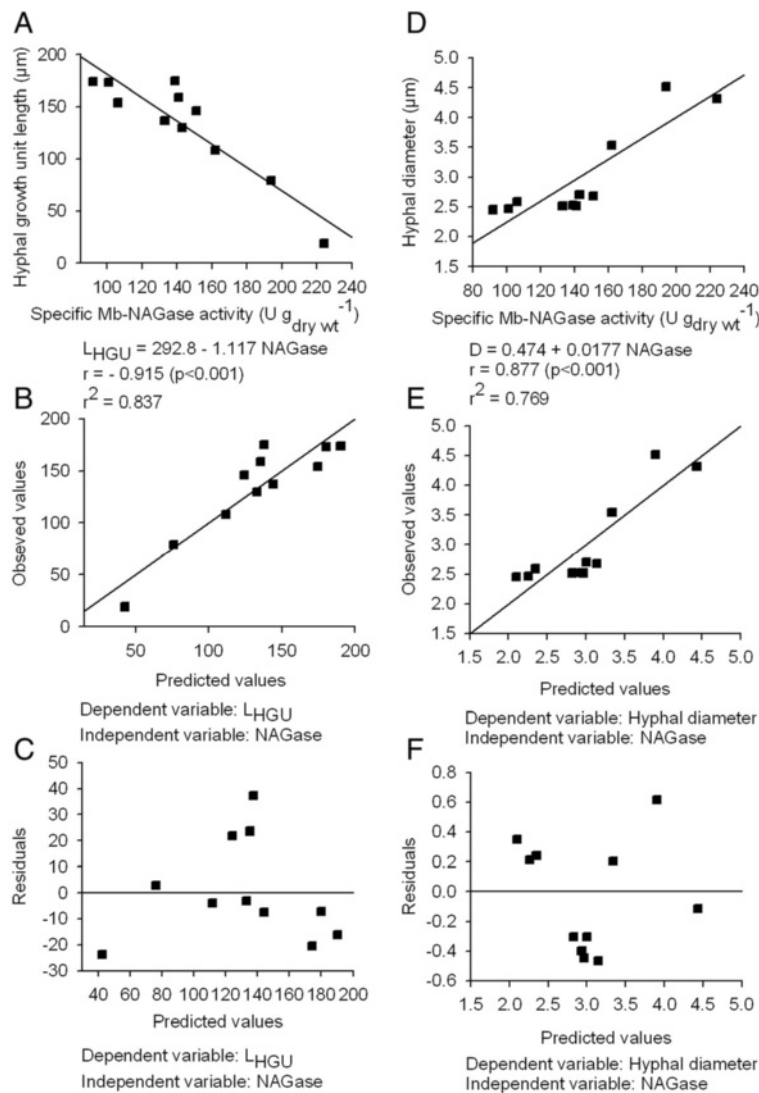 A
Hyphal growth unit length (µm)
200
150
100
50
0
100 120 140 160 180 200 220 240
Specific Mb-NAGase activity (U g dry wt -1)
L HGU = 292.8 - 1.117 NAGase
r = - 0.915 (p<0.001)
r2 = 0.837
B
Obseved values
200
150
100
50
0
50 100 150 200
Predicted values
Dependent variable: L HGU
Independent variable: NAGase
C
Residuals
50
40
30
20
10
0
-10
-20
-30
40 60 80 100 120 140 160 180 200
Predicted values
Dependent variable: L HGU
Independent variable: NAGase
D
Hyphal diameter (µm)
5.0
4.5
4.0
3.5
3.0
2.5
2.0
1.5
80 100 120 140 160 180 200 220 240
Specific Mb-NAGase activity (U g dry wt -1)
D = 0.474 + 0.0177 NAGase
r = 0.877 (p<0.001)
r2 = 0.769
E
Observed values
5.0
4.5
4.0
3.5
3.0
2.5
2.0
1.5
1.5 2.0 2.5 3.0 3.5 4.0 4.5 5.0
Predicted values
Dependent variable: Hyphal diameter
Independent variable: NAGase
F
Residuals
0.8
0.6
0.4
0.2
0.0
-0.2
-0.4
-0.6
1.5 2.0 2.5 3.0 3.5 4.0 4.5 5.0
Predicted values
Dependent variable: Hyphal diameter
Independent variable: NAGase